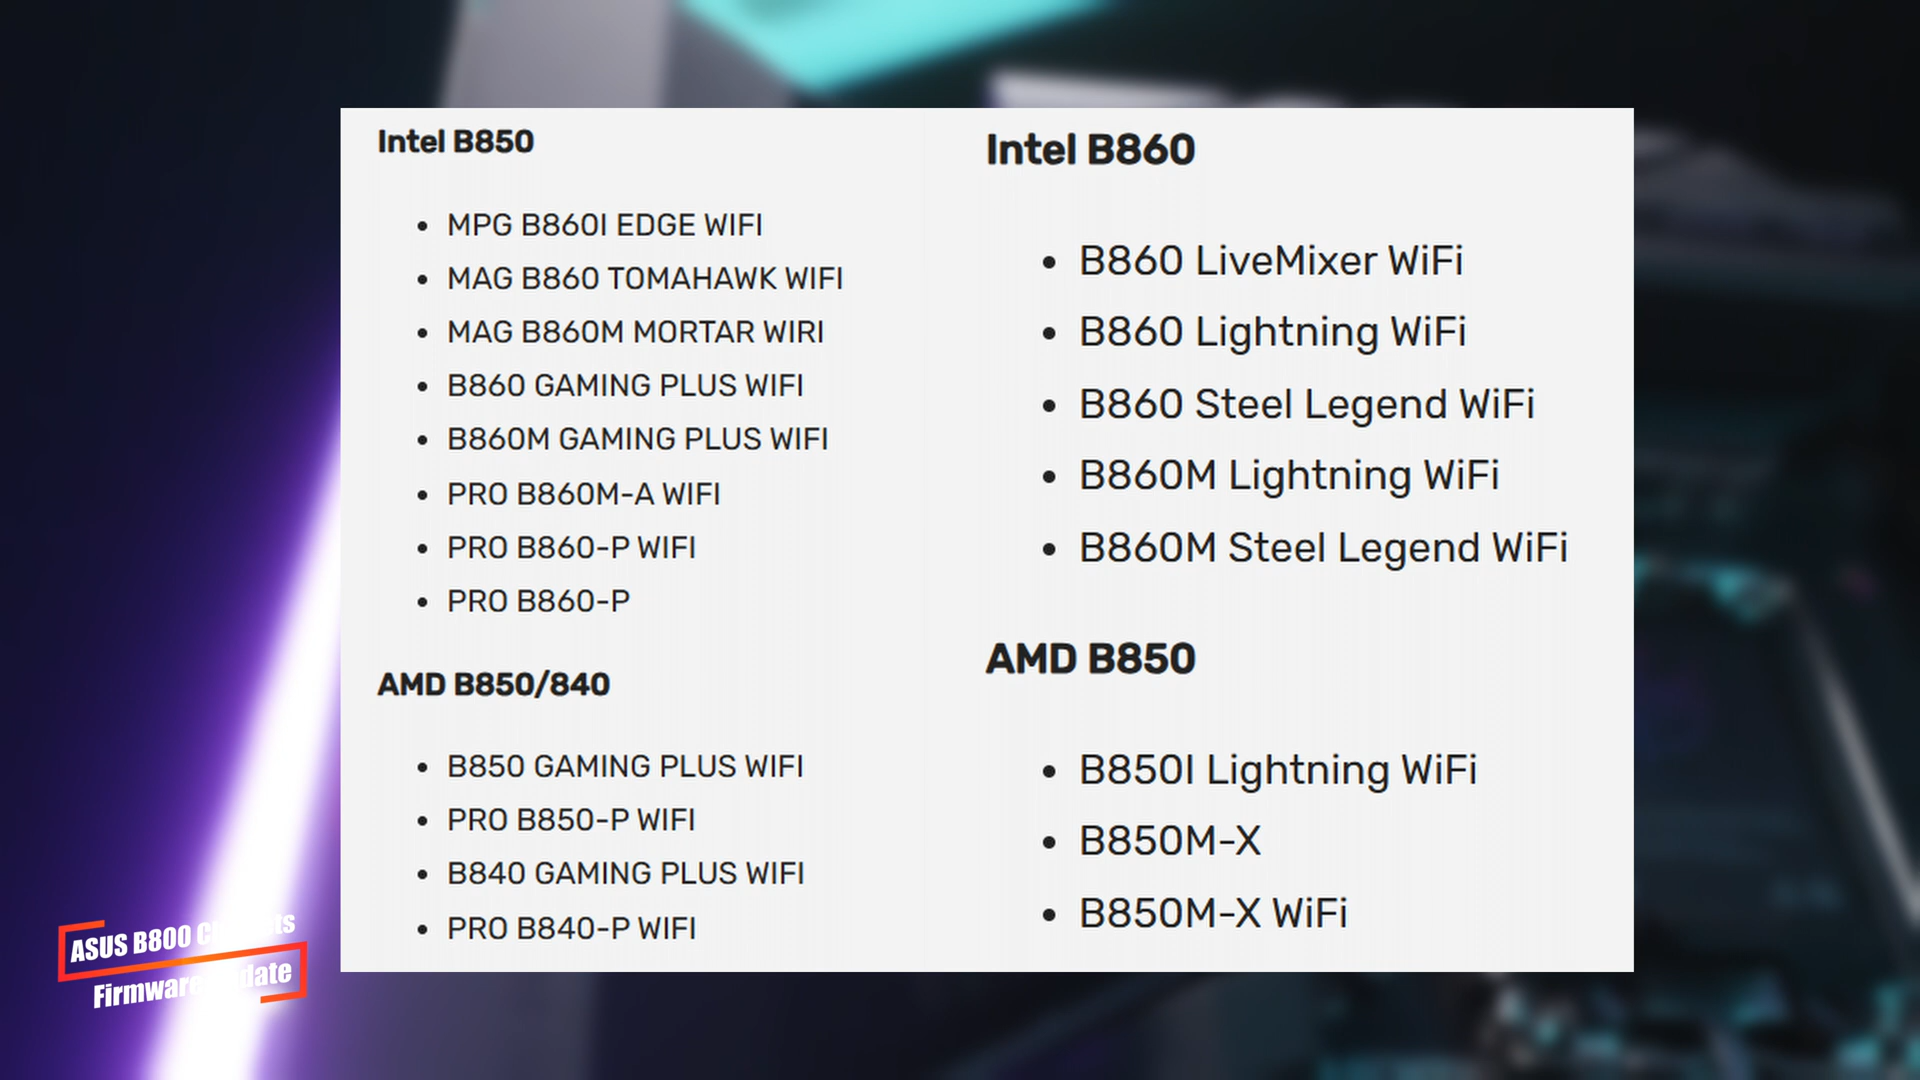 Intel B850
MPG B860I EDGE WIFI
MAG B860 TOMAHAWK WIFI
MAG B860M MORTAR WIRI
B860 GAMING PLUS WIFI
B860M GAMING PLUS WIFI
PRO B860M-A WIFI
PRO B860-P WIFI
PRO B860-P
AMD B850/840
B850 GAMING PLUS WIFI
PRO B850-P WIFI
B840 GAMING PLUS WIFI
PRO B840-P WIFI
Intel B860
B860 LiveMixer WiFi
B860 Lightning WiFi
B860 Steel Legend WiFi
B860M Lightning WiFi
B860M Steel Legend WiFi
AMD B850
B850I Lightning WiFi
B850M-X
B850M-X WiFi
ASUS B800
Firmware